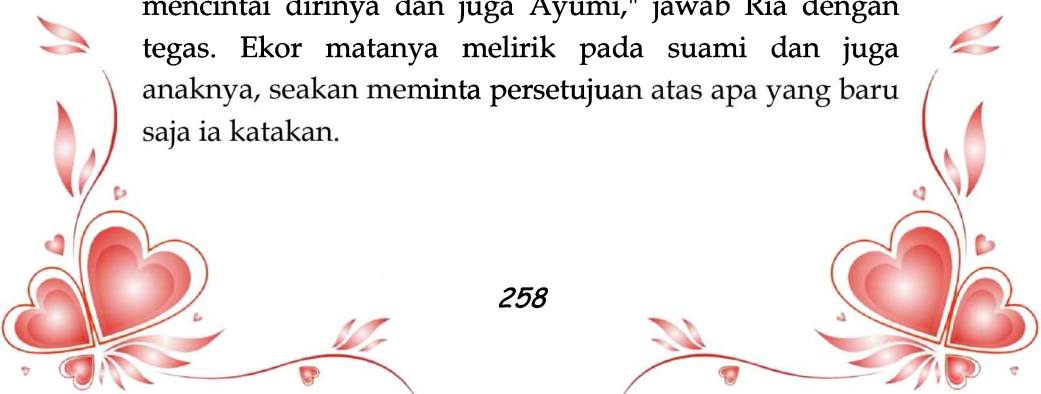 mencintai dirinya dan juga Ayumi," jawab Ria dengan
tegas. Ekor matanya melirik pada suami dan juga
anaknya, seakan meminta persetujuan atas apa yang baru
saja ia katakan.
258